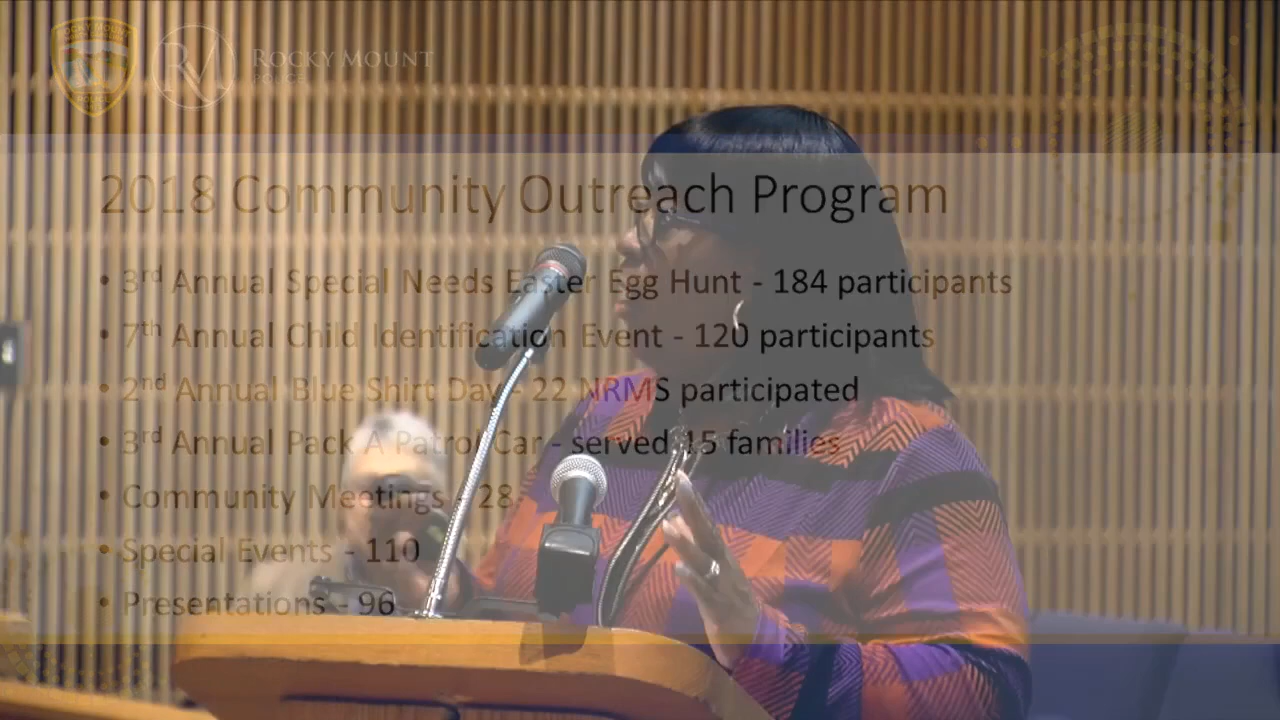 ROCKY MOUNT
POLICE
2018 Community Outreach Program
• 3rd Annual Special Needs Easter Egg Hunt - 184 participants
• 7th Annual Child Identification Event - 120 participants
• 2nd Annual Blue Shirt Day - 22 NRMS participated
• 3rd Annual Pack A Patrol Car - served 15 families
• Community Meetings - 28
• Special Events - 110
• Presentations - 96